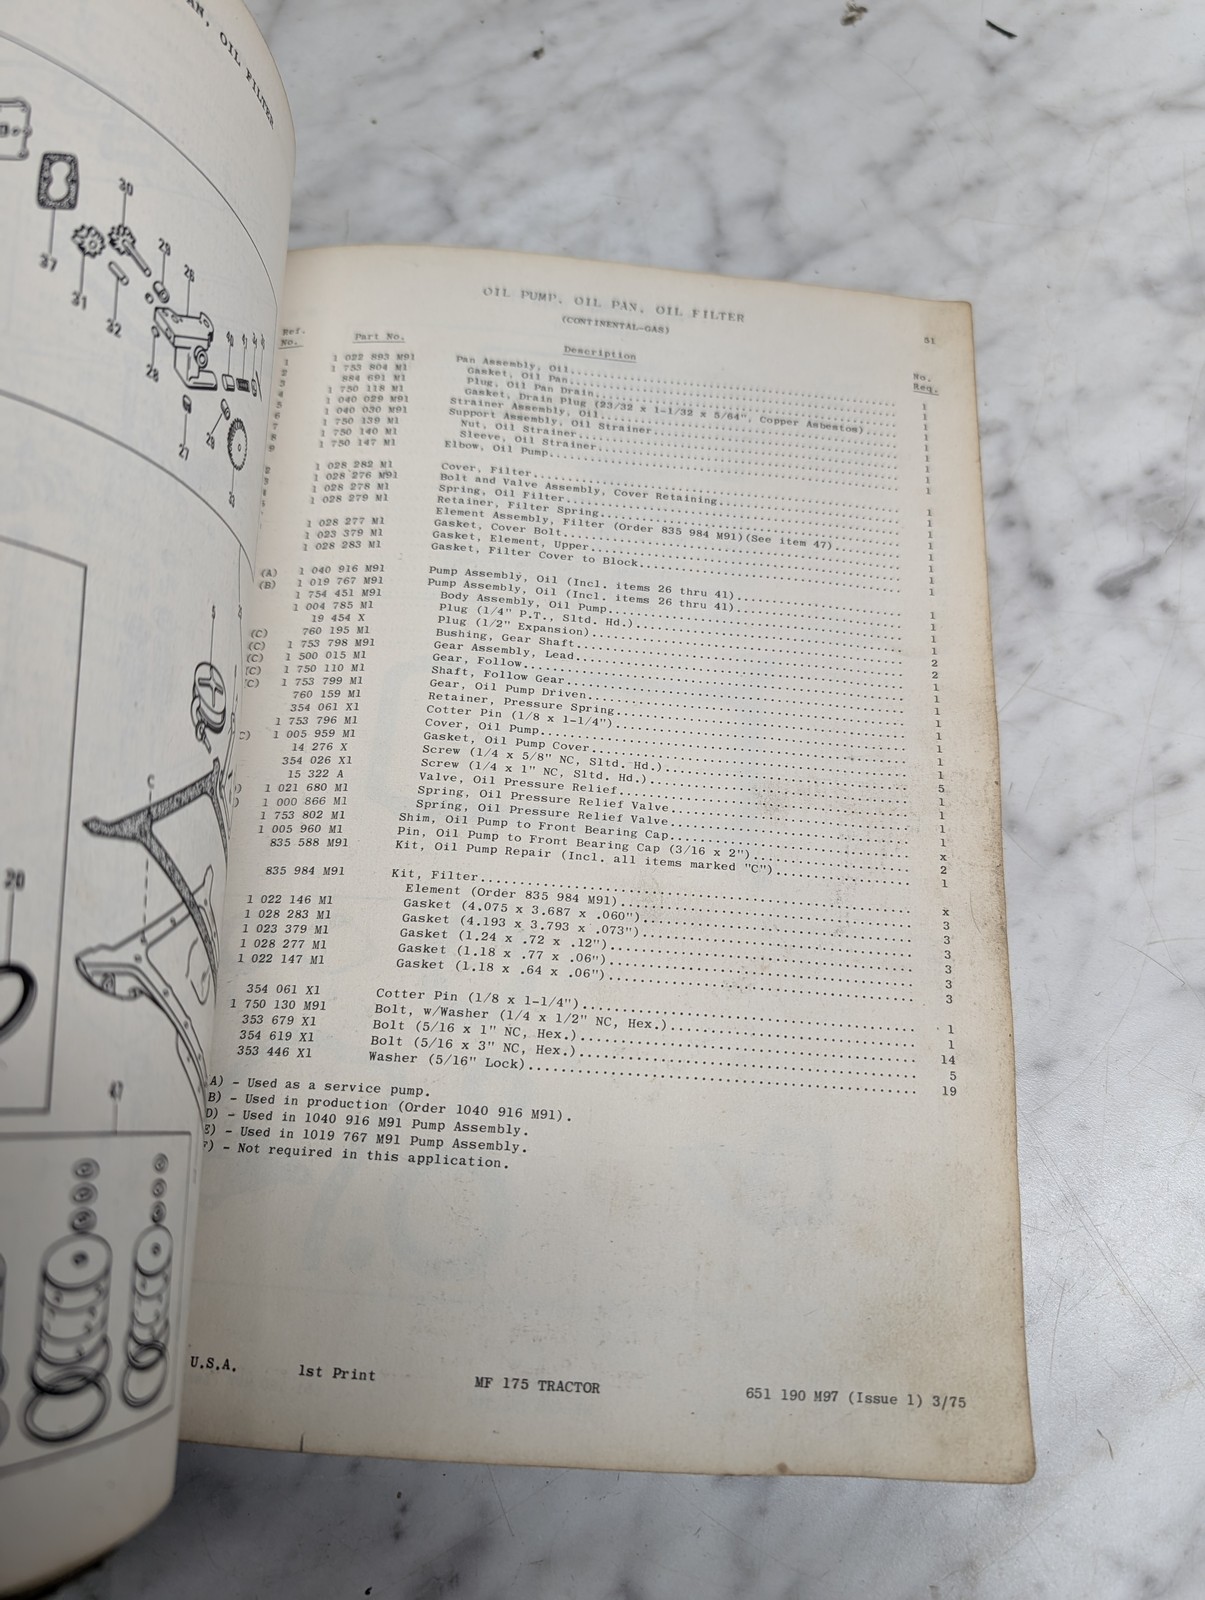 AN, OIL FILTER
37
30
31
32
29
28
28
27
29
5
C
20
47
OIL PUMP, OIL PAN, OIL FILTER
(CONTINENTAL-GAS)
51
Ref. No. Part No. Description No. Req.
1 1 022 893 M91 Pan Assembly, Oil 1
2 1 753 804 M1 Gasket, Oil Pan 1
3 884 691 M1 Plug, Oil Pan Drain 1
4 1 750 118 M1 Gasket, Drain Plug (23/32 x 1-1/32 x 5/64", Copper Asbestos) 1
5 1 040 029 M91 Strainer Assembly, Oil 1
6 1 040 030 M91 Support Assembly, Oil Strainer 1
7 1 750 139 M1 Nut, Oil Strainer 1
8 1 750 140 M1 Sleeve, Oil Strainer 1
9 1 750 147 M1 Elbow, Oil Pump 1
1 028 282 M1 Cover, Filter 1
1 028 276 M91 Bolt and Valve Assembly, Cover Retaining 1
1 028 278 M1 Spring, Oil Filter 1
1 028 279 M1 Retainer, Filter Spring 1
Element Assembly, Filter (Order 835 984 M91)(See item 47) 1
1 028 277 M1 Gasket, Cover Bolt 1
1 023 379 M1 Gasket, Element, Upper 1
1 028 283 M1 Gasket, Filter Cover to Block 1
(A) 1 040 916 M91 Pump Assembly, Oil (Incl. items 26 thru 41) 1
(B) 1 019 767 M91 Pump Assembly, Oil (Incl. items 26 thru 41) 1
1 754 451 M91 Body Assembly, Oil Pump 1
1 004 785 M1 Plug (1/4" P.T., Sltd. Hd.) 1
19 454 X Plug (1/2" Expansion) 2
(C) 760 195 M1 Bushing, Gear Shaft 2
(C) 1 753 798 M91 Gear Assembly, Lead 1
(C) 1 500 015 M1 Gear, Follow 1
(C) 1 750 110 M1 Shaft, Follow Gear 1
(C) 1 753 799 M1 Gear, Oil Pump Driven 1
760 159 M1 Retainer, Pressure Spring 1
354 061 X1 Cotter Pin (1/8 x 1-1/4") 1
1 753 796 M1 Cover, Oil Pump 1
C) 1 005 959 M1 Gasket, Oil Pump Cover 1
14 276 X Screw (1/4 x 5/8" NC, Sltd. Hd.) 5
354 026 X1 Screw (1/4 x 1" NC, Sltd. Hd.) 1
15 322 A Valve, Oil Pressure Relief 1
) 1 021 680 M1 Spring, Oil Pressure Relief Valve 1
) 1 000 866 M1 Spring, Oil Pressure Relief Valve 1
1 753 802 M1 Shim, Oil Pump to Front Bearing Cap x
1 005 960 M1 Pin, Oil Pump to Front Bearing Cap (3/16 x 2") 2
835 588 M91 Kit, Oil Pump Repair (Incl. all items marked "C") 1
835 984 M91 Kit, Filter x
Element (Order 835 984 M91) 3
1 022 146 M1 Gasket (4.075 x 3.687 x .060") 3
1 028 283 M1 Gasket (4.193 x 3.793 x .073") 3
1 023 379 M1 Gasket (1.24 x .72 x .12") 3
1 028 277 M1 Gasket (1.18 x .77 x .06") 3
1 022 147 M1 Gasket (1.18 x .64 x .06") 3
354 061 X1 Cotter Pin (1/8 x 1-1/4") 1
1 750 130 M91 Bolt, w/Washer (1/4 x 1/2" NC, Hex.) 1
353 679 X1 Bolt (5/16 x 1" NC, Hex.) 14
354 619 X1 Bolt (5/16 x 3" NC, Hex.) 5
353 446 X1 Washer (5/16" Lock) 19
A) - Used as a service pump.
B) - Used in production (Order 1040 916 M91).
D) - Used in 1040 916 M91 Pump Assembly.
E) - Used in 1019 767 M91 Pump Assembly.
F) - Not required in this application.
U.S.A. 1st Print MF 175 TRACTOR 651 190 M97 (Issue 1) 3/75